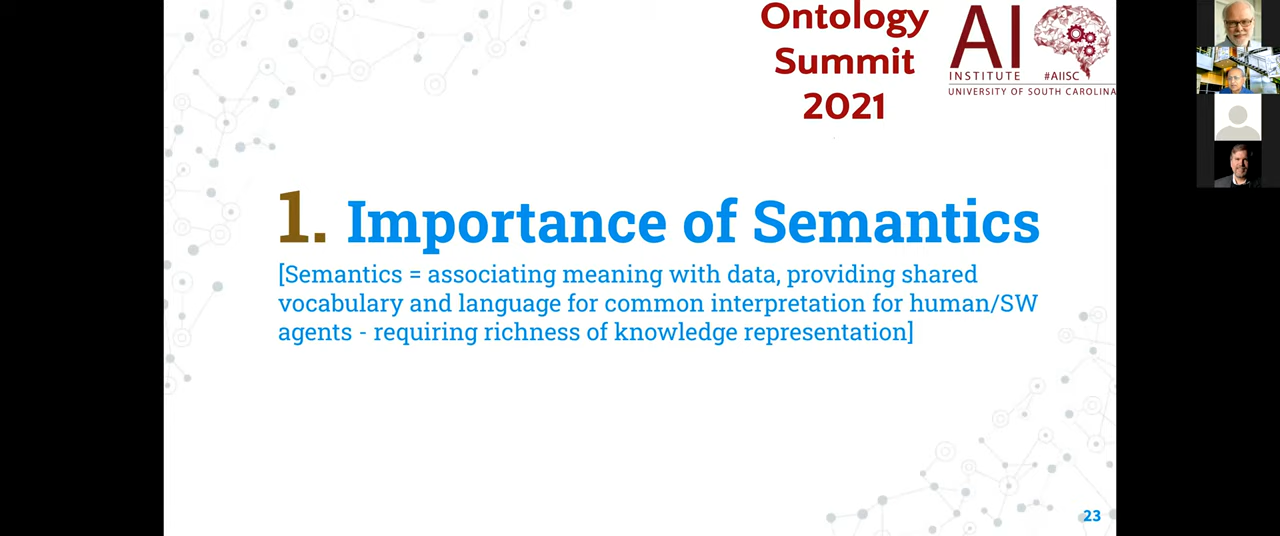 Ontology
Summit
2021
AI
INSTITUTE #AIISC
UNIVERSITY OF SOUTH CAROLINA
1. Importance of Semantics
[Semantics = associating meaning with data, providing shared
vocabulary and language for common interpretation for human/SW
agents - requiring richness of knowledge representation]
23